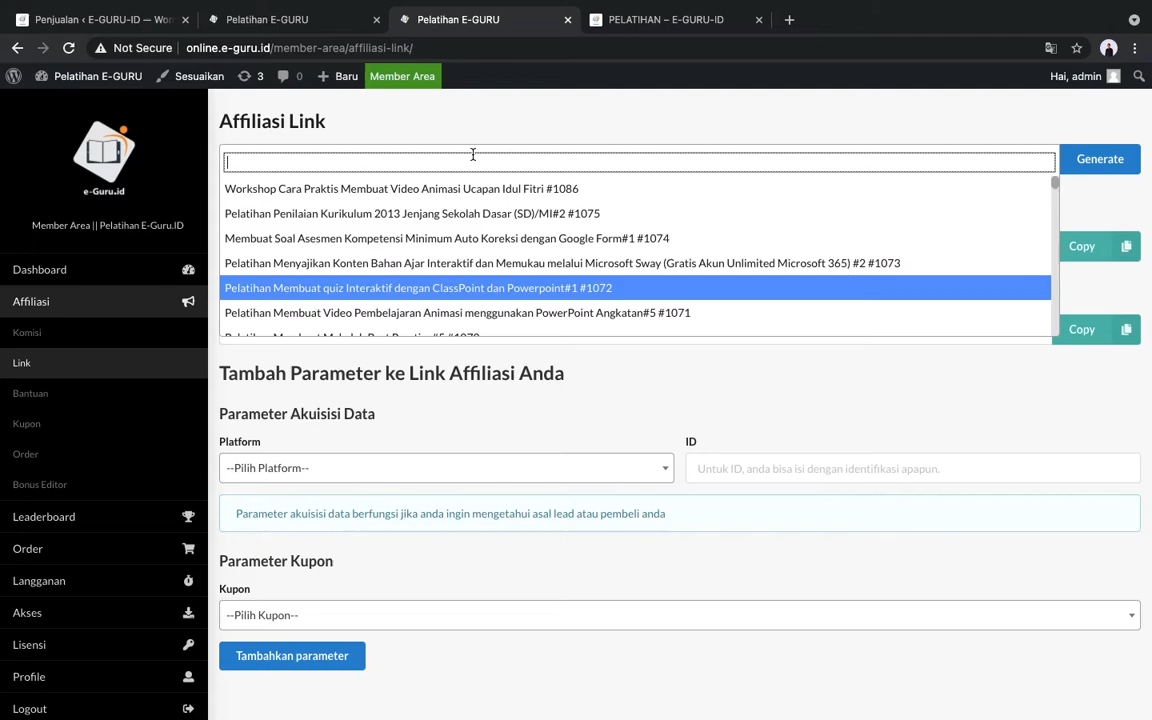 Penjualan ‹ E-GURU-ID — Wor
Pelatihan E-GURU
Pelatihan E-GURU
PELATIHAN – E-GURU-ID
Not Secure
online.e-guru.id/member-area/affiliasi-link/
Pelatihan E-GURU
Sesuaikan
3
0
Baru
Member Area
Hai, admin
e-Guru.id
Member Area || Pelatihan E-Guru.ID
Dashboard
Affiliasi
Komisi
Link
Bantuan
Kupon
Order
Bonus Editor
Leaderboard
Order
Langganan
Akses
Lisensi
Profile
Logout
Affiliasi Link
Generate
Workshop Cara Praktis Membuat Video Animasi Ucapan Idul Fitri #1086
Pelatihan Penilaian Kurikulum 2013 Jenjang Sekolah Dasar (SD)/MI#2 #1075
Membuat Soal Asesmen Kompetensi Minimum Auto Koreksi dengan Google Form#1 #1074
Pelatihan Menyajikan Konten Bahan Ajar Interaktif dan Memukau melalui Microsoft Sway (Gratis Akun Unlimited Microsoft 365) #2 #1073
Pelatihan Membuat quiz Interaktif dengan ClassPoint dan Powerpoint#1 #1072
Pelatihan Membuat Video Pembelajaran Animasi menggunakan PowerPoint Angkatan#5 #1071
Copy
Copy
Tambah Parameter ke Link Affiliasi Anda
Parameter Akuisisi Data
Platform
ID
--Pilih Platform--
Untuk ID, anda bisa isi dengan identifikasi apapun.
Parameter akuisisi data berfungsi jika anda ingin mengetahui asal lead atau pembeli anda
Parameter Kupon
Kupon
--Pilih Kupon--
Tambahkan parameter